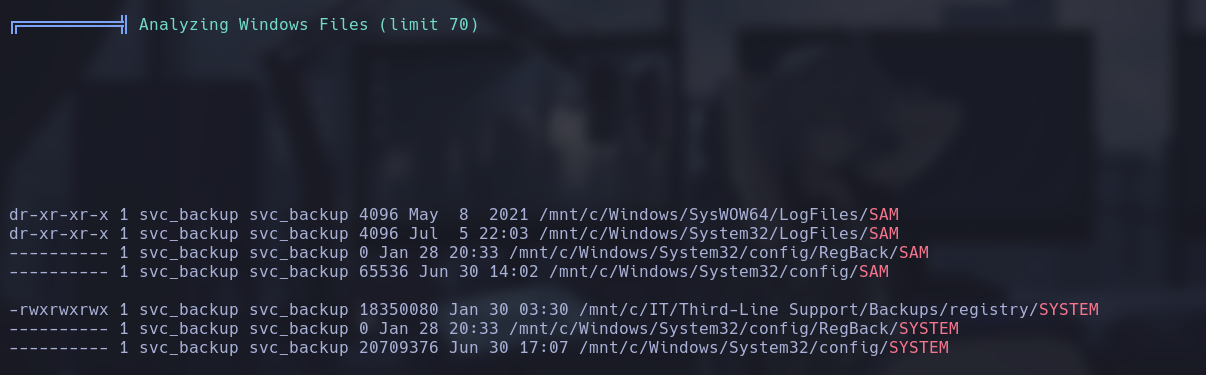 ╔══════════╣ Analyzing Windows Files (limit 70)
dr-xr-xr-x 1 svc_backup svc_backup 4096 May  8  2021 /mnt/c/Windows/SysWOW64/LogFiles/SAM
dr-xr-xr-x 1 svc_backup svc_backup 4096 Jul  5 22:03 /mnt/c/Windows/System32/LogFiles/SAM
---------- 1 svc_backup svc_backup 0 Jan 28 20:33 /mnt/c/Windows/System32/config/RegBack/SAM
---------- 1 svc_backup svc_backup 65536 Jun 30 14:02 /mnt/c/Windows/System32/config/SAM
-rwxrwxrwx 1 svc_backup svc_backup 18350080 Jan 30 03:30 /mnt/c/IT/Third-Line Support/Backups/registry/SYSTEM
---------- 1 svc_backup svc_backup 0 Jan 28 20:33 /mnt/c/Windows/System32/config/RegBack/SYSTEM
---------- 1 svc_backup svc_backup 20709376 Jun 30 17:07 /mnt/c/Windows/System32/config/SYSTEM